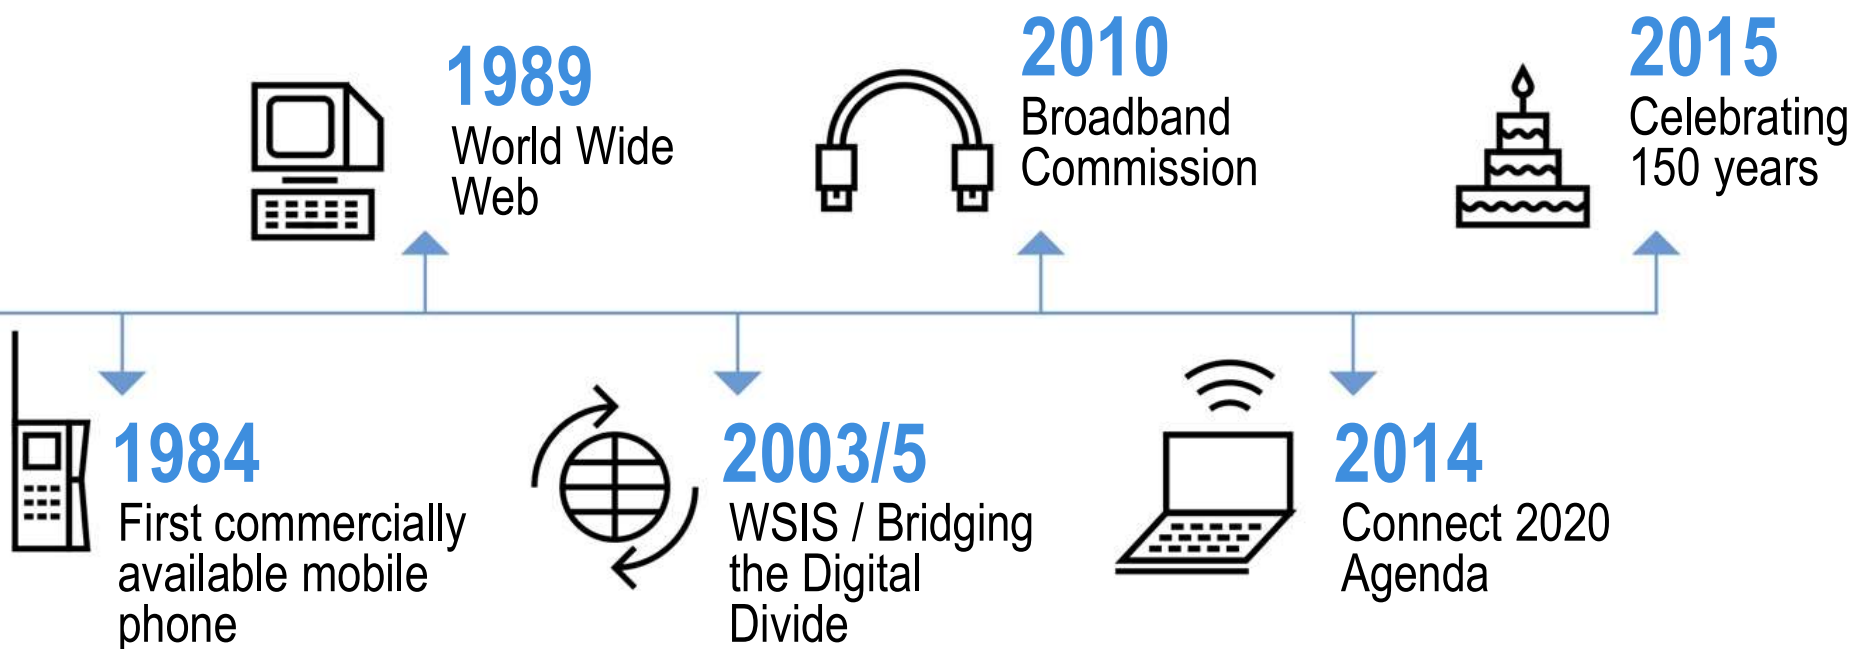 1989
World Wide
Web
2010
Broadband
Commission
2015
Celebrating
150 years
1984
First commercially
available mobile
phone
2003/5
WSIS / Bridging
the Digital
Divide
2014
Connect 2020
Agenda